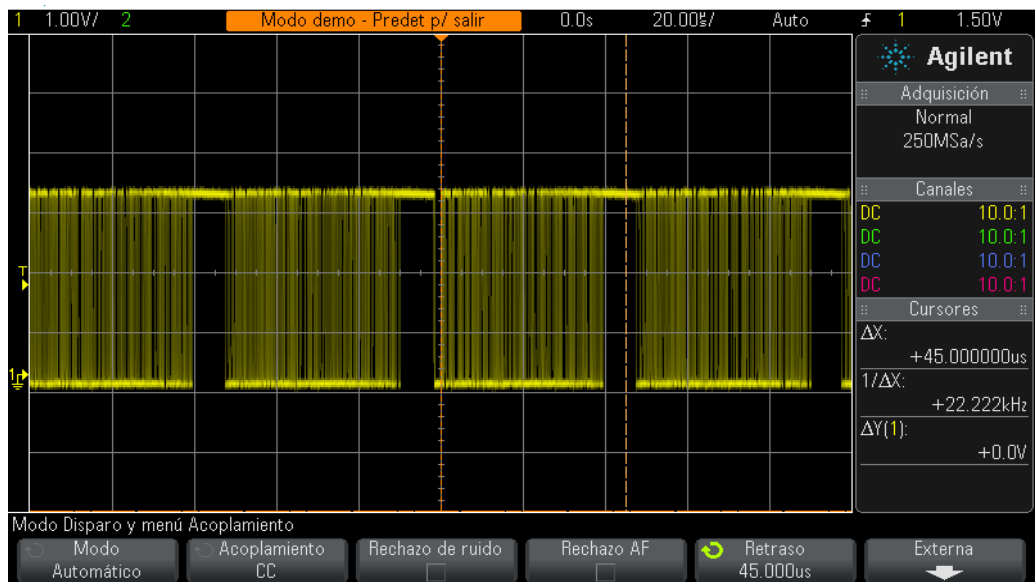 1 1.00V/ 2 Modo demo - Predet p/ salir 0.0s 20.00µ/ Auto 1 1.50V
Agilent
Adquisición
Normal
250MSa/s
Canales
DC 10.0:1
DC 10.0:1
DC 10.0:1
DC 10.0:1
Cursores
ΔX:
+45.000000us
1/ΔX:
+22.222kHz
ΔY(1):
+0.0V
T
1
Modo Disparo y menú Acoplamiento
Modo Acoplamiento Rechazo de ruido Rechazo AF Retraso Externa
Automático CC 45.000us